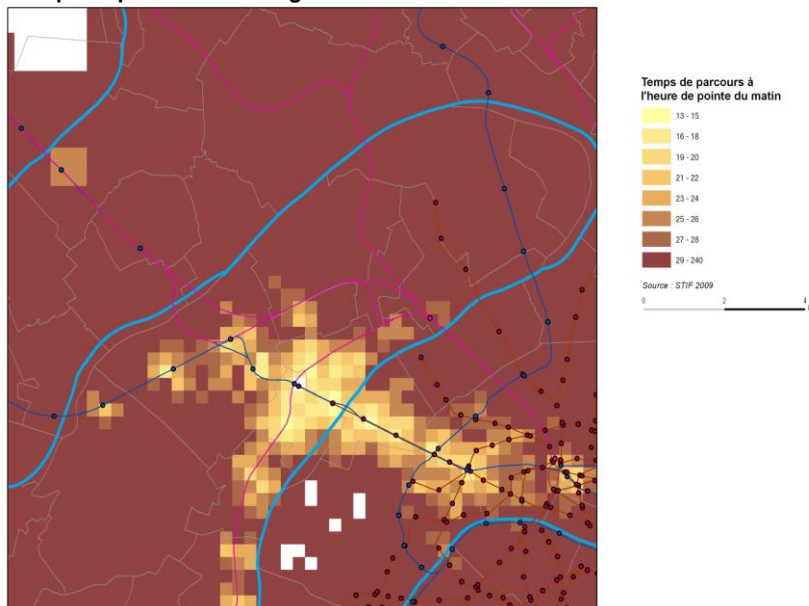 Temps de parcours à
l'heure de pointe du matin
13 - 15
16 - 18
19 - 20
21 - 22
23 - 24
25 - 26
27 - 28
29 - 240
Source : STIF 2009
0 2 4